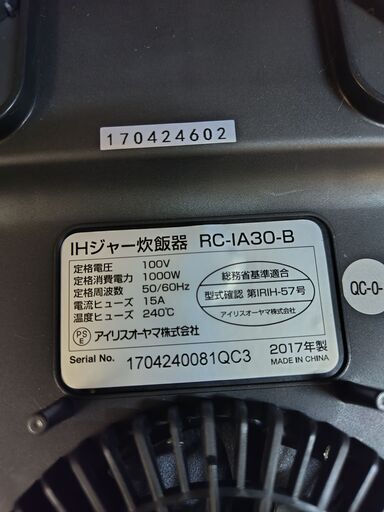 170424602
IHジャー炊飯器 RC-IA30-B
定格電圧 100V
定格消費電力 1000W
定格周波数 50/60Hz
電流ヒューズ 15A
温度ヒューズ 240℃
総務省基準適合
型式確認 第IRIH-57号
アイリスオーヤマ株式会社
QC-0-
PSE アイリスオーヤマ株式会社
Serial No. 1704240081QC3
2017年製
MADE IN CHINA